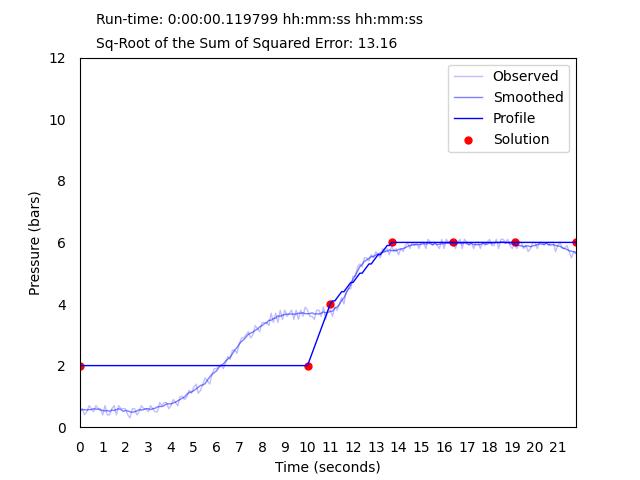 Run-time: 0:00:00.119799 hh:mm:ss hh:mm:ss
Sq-Root of the Sum of Squared Error: 13.16
12
10
8
6
4
2
0
Pressure (bars)
Observed
Smoothed
Profile
Solution
0 1 2 3 4 5 6 7 8 9 10 11 12 13 14 15 16 17 18 19 20 21
Time (seconds)